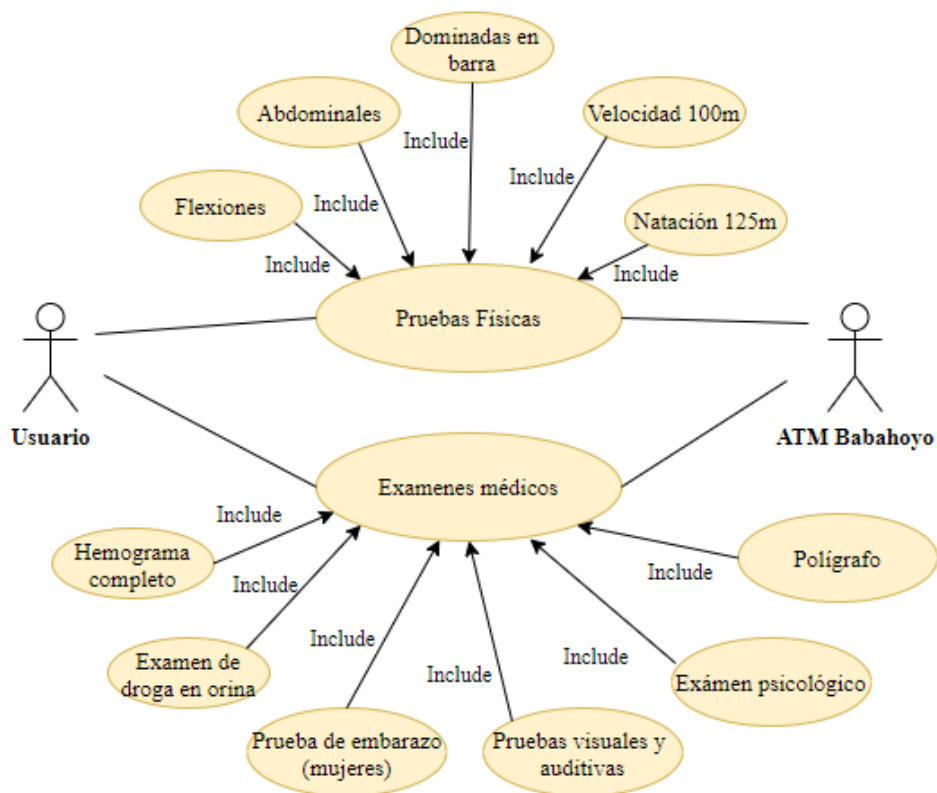 Dominadas en
barra
Abdominales
Velocidad 100m
Include
Include
Include
Flexiones
Natación 125m
Include
Include
Pruebas Físicas
Usuario
ATM Babahoyo
Examenes médicos
Include
Hemograma
completo
Polígrafo
Include
Include
Include
Include
Include
Examen de
droga en orina
Exámen psicológico
Prueba de embarazo
(mujeres)
Pruebas visuales y
auditivas